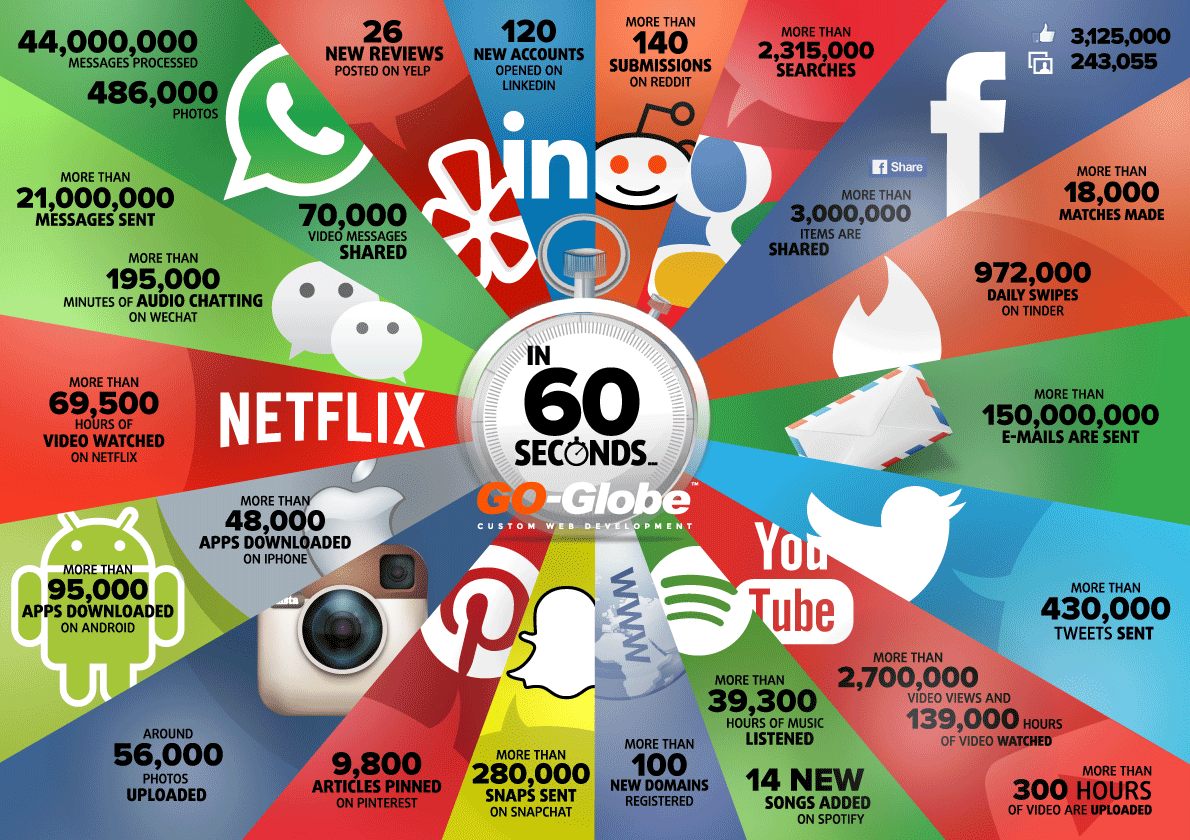 44,000,000
MESSAGES PROCESSED
486,000
PHOTOS
70,000
VIDEO MESSAGES
SHARED
26
NEW REVIEWS
POSTED ON YELP
120
NEW ACCOUNTS
OPENED ON
LINKEDIN
in
MORE THAN
140
SUBMISSIONS
ON REDDIT
MORE THAN
2,315,000
SEARCHES
g
f
3,125,000
243,055
f Share
MORE THAN
3,000,000
ITEMS ARE
SHARED
MORE THAN
18,000
MATCHES MADE
972,000
DAILY SWIPES
ON TINDER
MORE THAN
150,000,000
E-MAILS ARE SENT
MORE THAN
430,000
TWEETS SENT
You
Tube
MORE THAN
2,700,000
VIDEO VIEWS AND
139,000 HOURS
OF VIDEO WATCHED
MORE THAN
300 HOURS
OF VIDEO ARE UPLOADED
MORE THAN
39,300
HOURS OF MUSIC
LISTENED
14 NEW
SONGS ADDED
ON SPOTIFY
WWW
MORE THAN
100
NEW DOMAINS
REGISTERED
MORE THAN
280,000
SNAPS SENT
ON SNAPCHAT
P
9,800
ARTICLES PINNED
ON PINTEREST
Insta
AROUND
56,000
PHOTOS
UPLOADED
MORE THAN
95,000
APPS DOWNLOADED
ON ANDROID
MORE THAN
48,000
APPS DOWNLOADED
ON IPHONE
MORE THAN
69,500
HOURS OF
VIDEO WATCHED
ON NETFLIX
NETFLIX
MORE THAN
21,000,000
MESSAGES SENT
MORE THAN
195,000
MINUTES OF AUDIO CHATTING
ON WECHAT
IN
60
SECONDS...
GO-Globe™
CUSTOM WEB DEVELOPMENT